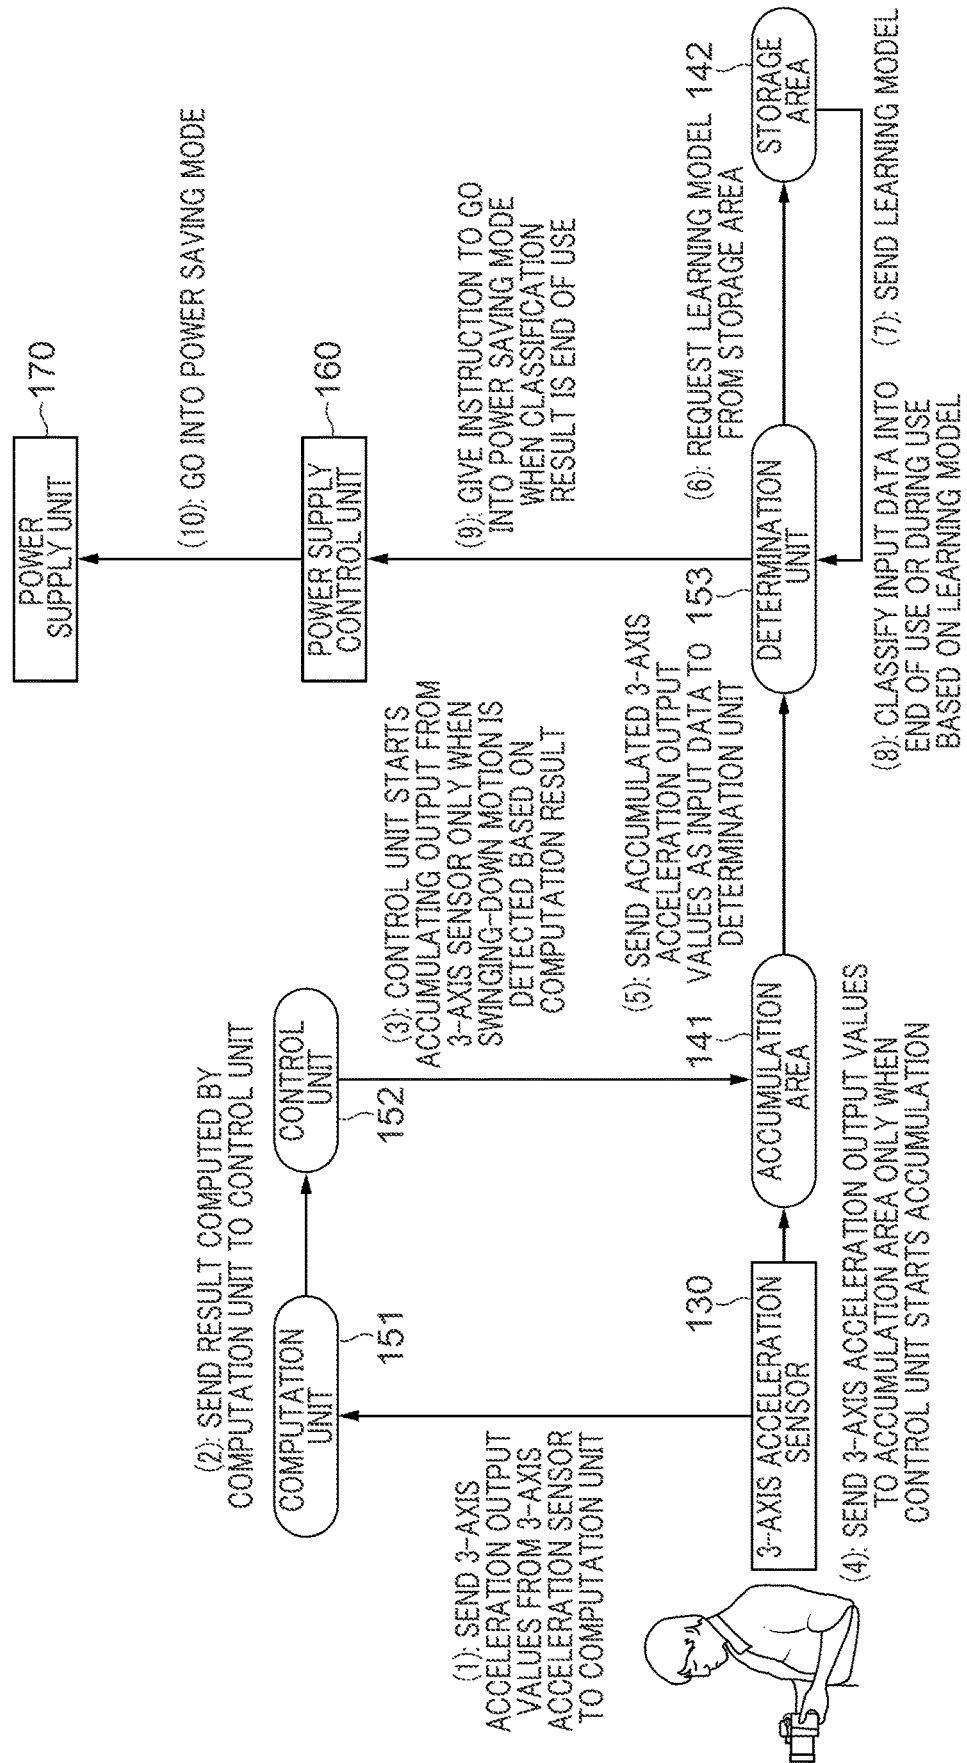 (1): SEND 3-AXIS
ACCELERATION OUTPUT
VALUES FROM 3-AXIS
ACCELERATION SENSOR
TO COMPUTATION UNIT
(2): SEND RESULT COMPUTED BY
COMPUTATION UNIT TO CONTROL UNIT
COMPUTATION
UNIT
151
CONTROL
UNIT
152
(3): CONTROL UNIT STARTS
ACCUMULATING OUTPUT FROM
3-AXIS SENSOR ONLY WHEN
SWINGING-DOWN MOTION IS
DETECTED BASED ON
COMPUTATION RESULT
POWER
SUPPLY UNIT
170
(10): GO INTO POWER SAVING MODE
POWER SUPPLY
CONTROL UNIT
160
(9): GIVE INSTRUCTION TO GO
INTO POWER SAVING MODE
WHEN CLASSIFICATION
RESULT IS END OF USE
130
3-AXIS ACCELERATION
SENSOR
(4): SEND 3-AXIS ACCELERATION OUTPUT VALUES
TO ACCUMULATION AREA ONLY WHEN
CONTROL UNIT STARTS ACCUMULATION
141
ACCUMULATION
AREA
(5): SEND ACCUMULATED 3-AXIS
ACCELERATION OUTPUT
VALUES AS INPUT DATA TO
DETERMINATION UNIT
153
DETERMINATION
UNIT
(6): REQUEST LEARNING MODEL
FROM STORAGE AREA
142
STORAGE
AREA
(7): SEND LEARNING MODEL
(8): CLASSIFY INPUT DATA INTO
END OF USE OR DURING USE
BASED ON LEARNING MODEL